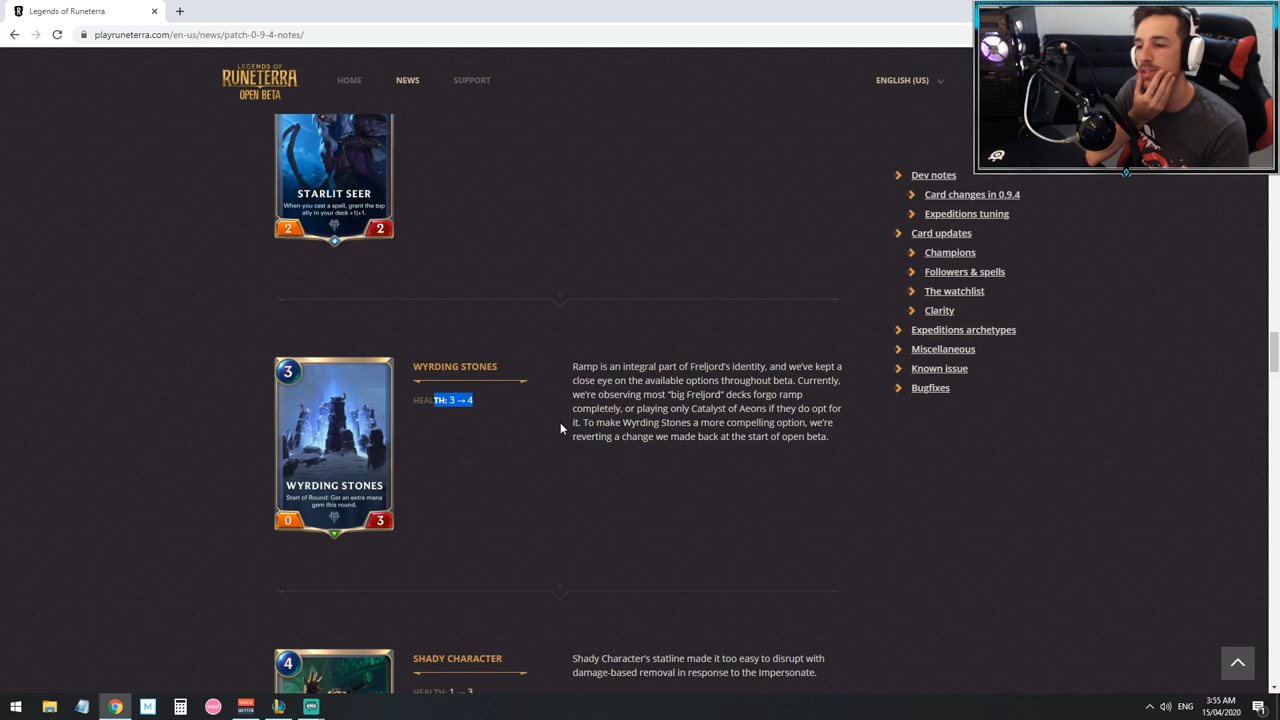 Legends of Runeterra
playruneterra.com/en-us/news/patch-0-9-4-notes/
LEGENDS OF
RUNETERRA
OPEN BETA
HOME
NEWS
SUPPORT
ENGLISH (US)
STARLIT SEER
When you cast a spell, grant the top
ally in your deck +1|+1.
2
2
Dev notes
Card changes in 0.9.4
Expeditions tuning
Card updates
Champions
Followers & spells
The watchlist
Clarity
Expeditions archetypes
Miscellaneous
Known issue
Bugfixes
3
WYRDING STONES
Start of Round: Get an extra mana
gem this round.
0
3
WYRDING STONES
HEALTH: 3 → 4
Ramp is an integral part of Freljord's identity, and we've kept a
close eye on the available options throughout beta. Currently,
we're observing most "big Freljord" decks forgo ramp
completely, or playing only Catalyst of Aeons if they do opt for
it. To make Wyrding Stones a more compelling option, we're
reverting a change we made back at the start of open beta.
4
SHADY CHARACTER
HEALTH: 1 → 3
Shady Character's statline made it too easy to disrupt with
damage-based removal in response to the Impersonate.
ENG
3:55 AM
15/04/2020